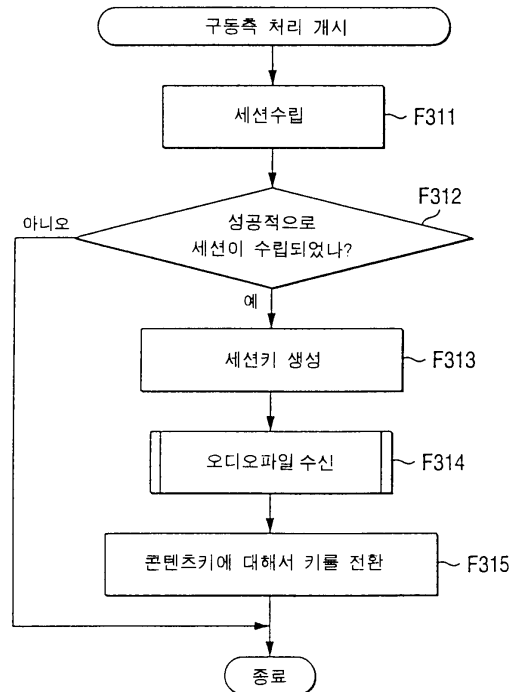 구동측 처리 개시
세션수립
F311
F312
성공적으로
세션이 수립되었나?
아니오
예
세션키 생성
F313
오디오파일 수신
F314
콘텐츠키에 대해서 키를 전환
F315
종료